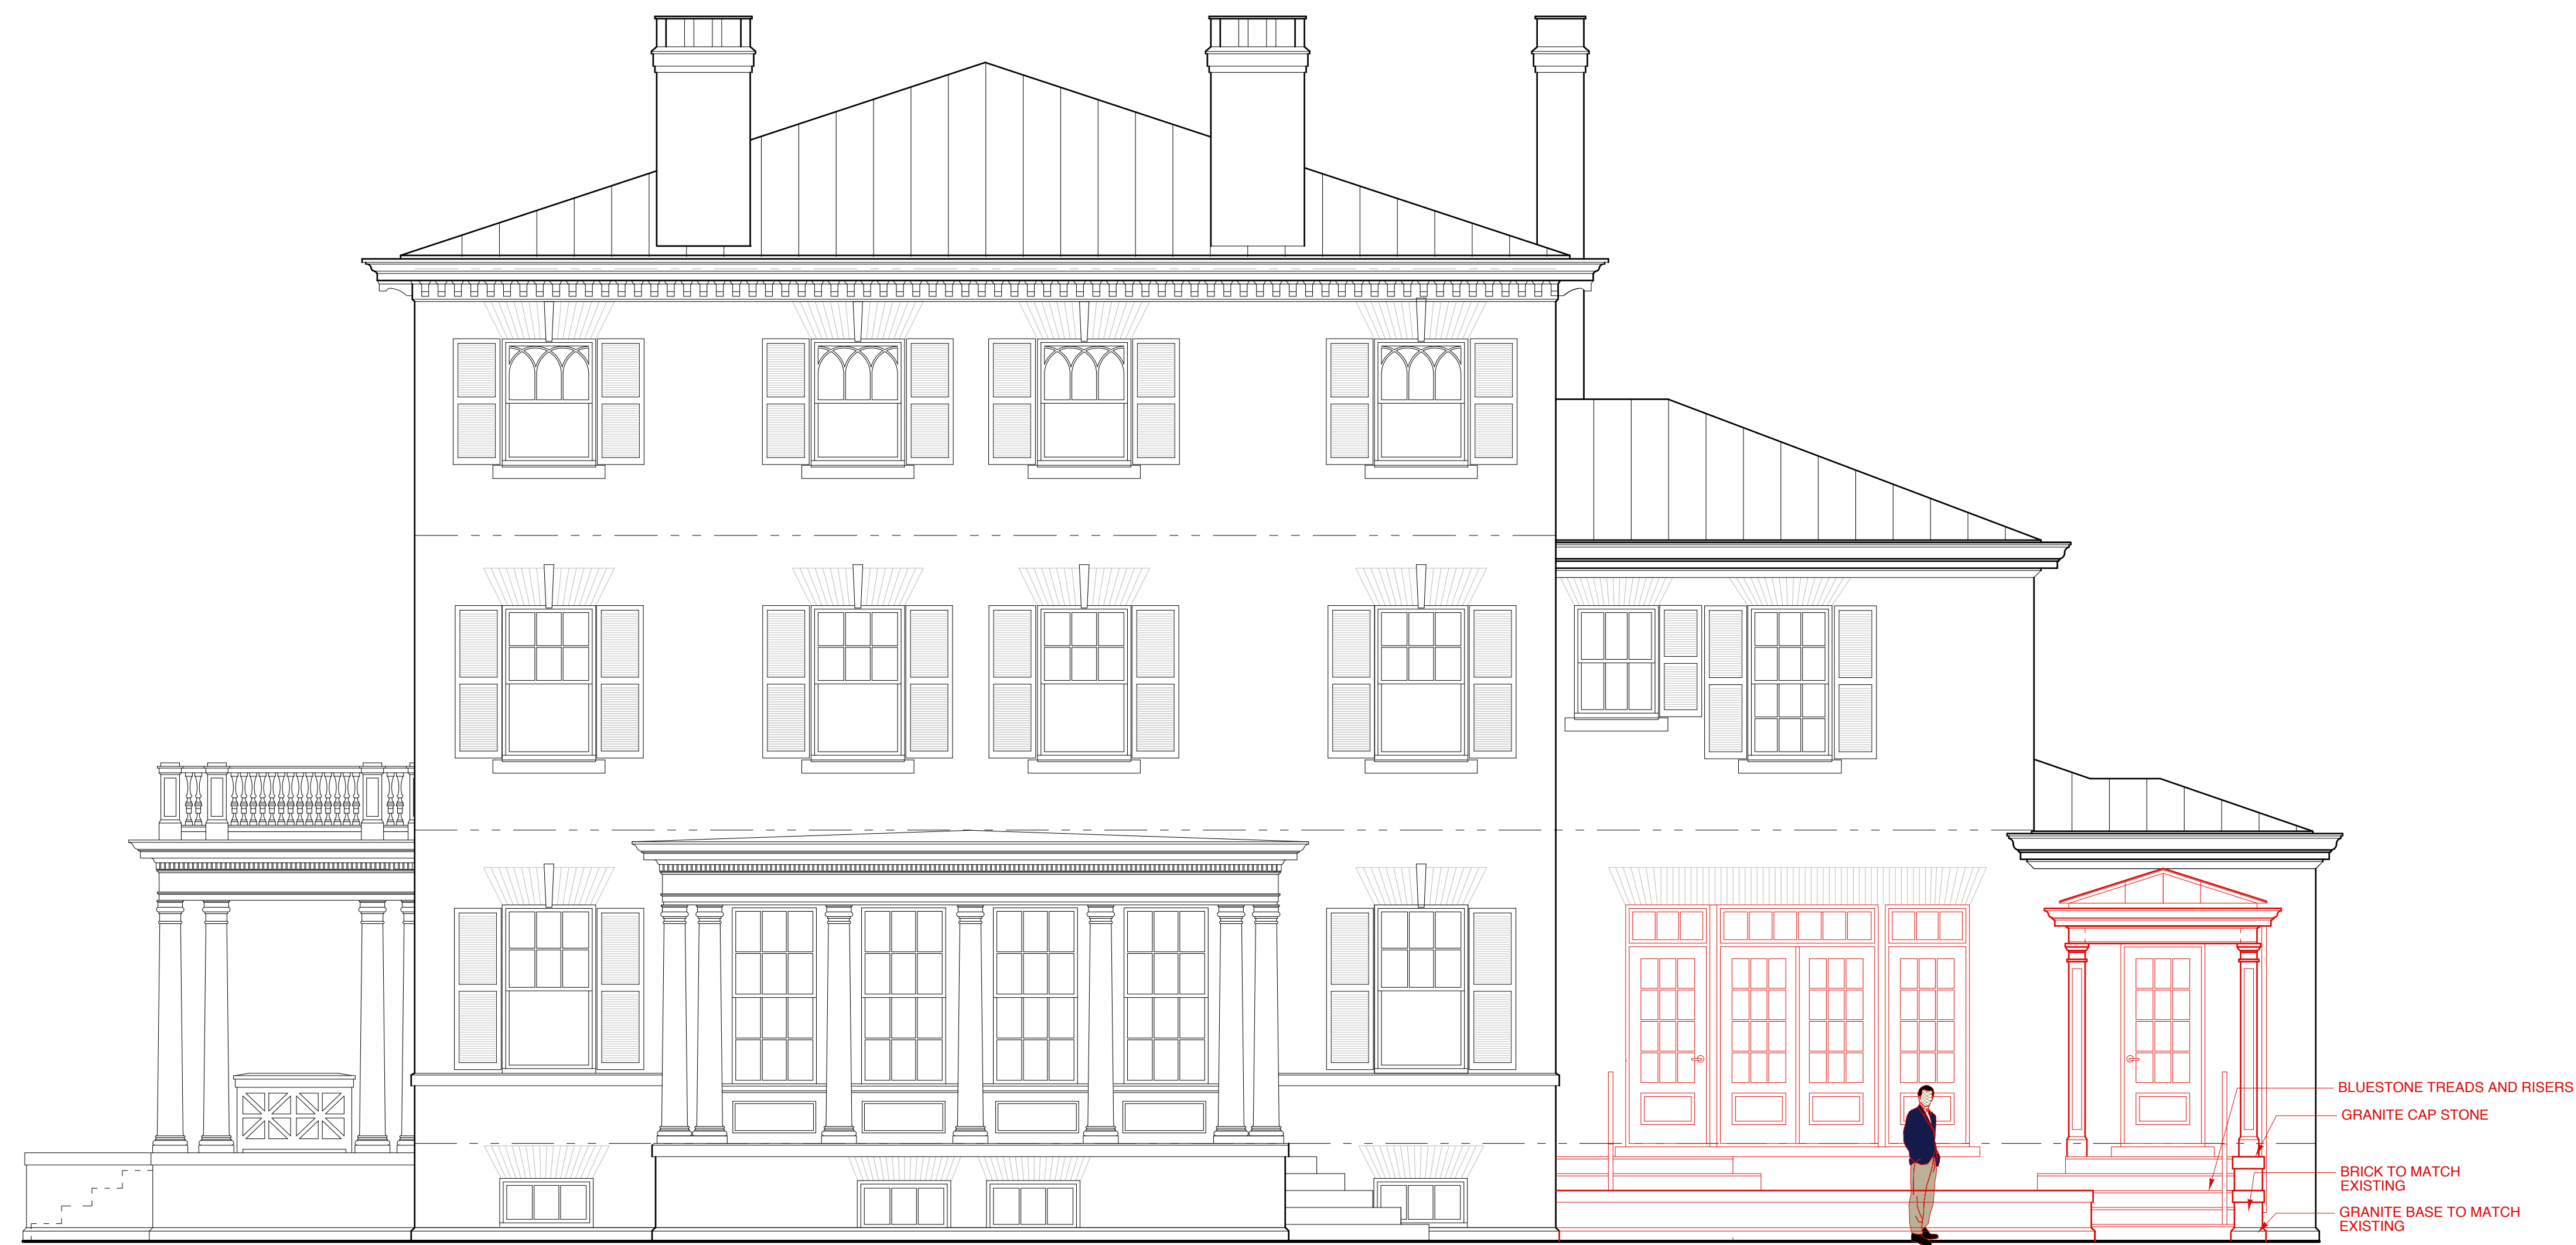 BLUESTONE TREADS AND RISERS
GRANITE CAP STONE
BRICK TO MATCH
EXISTING
GRANITE BASE TO MATCH
EXISTING